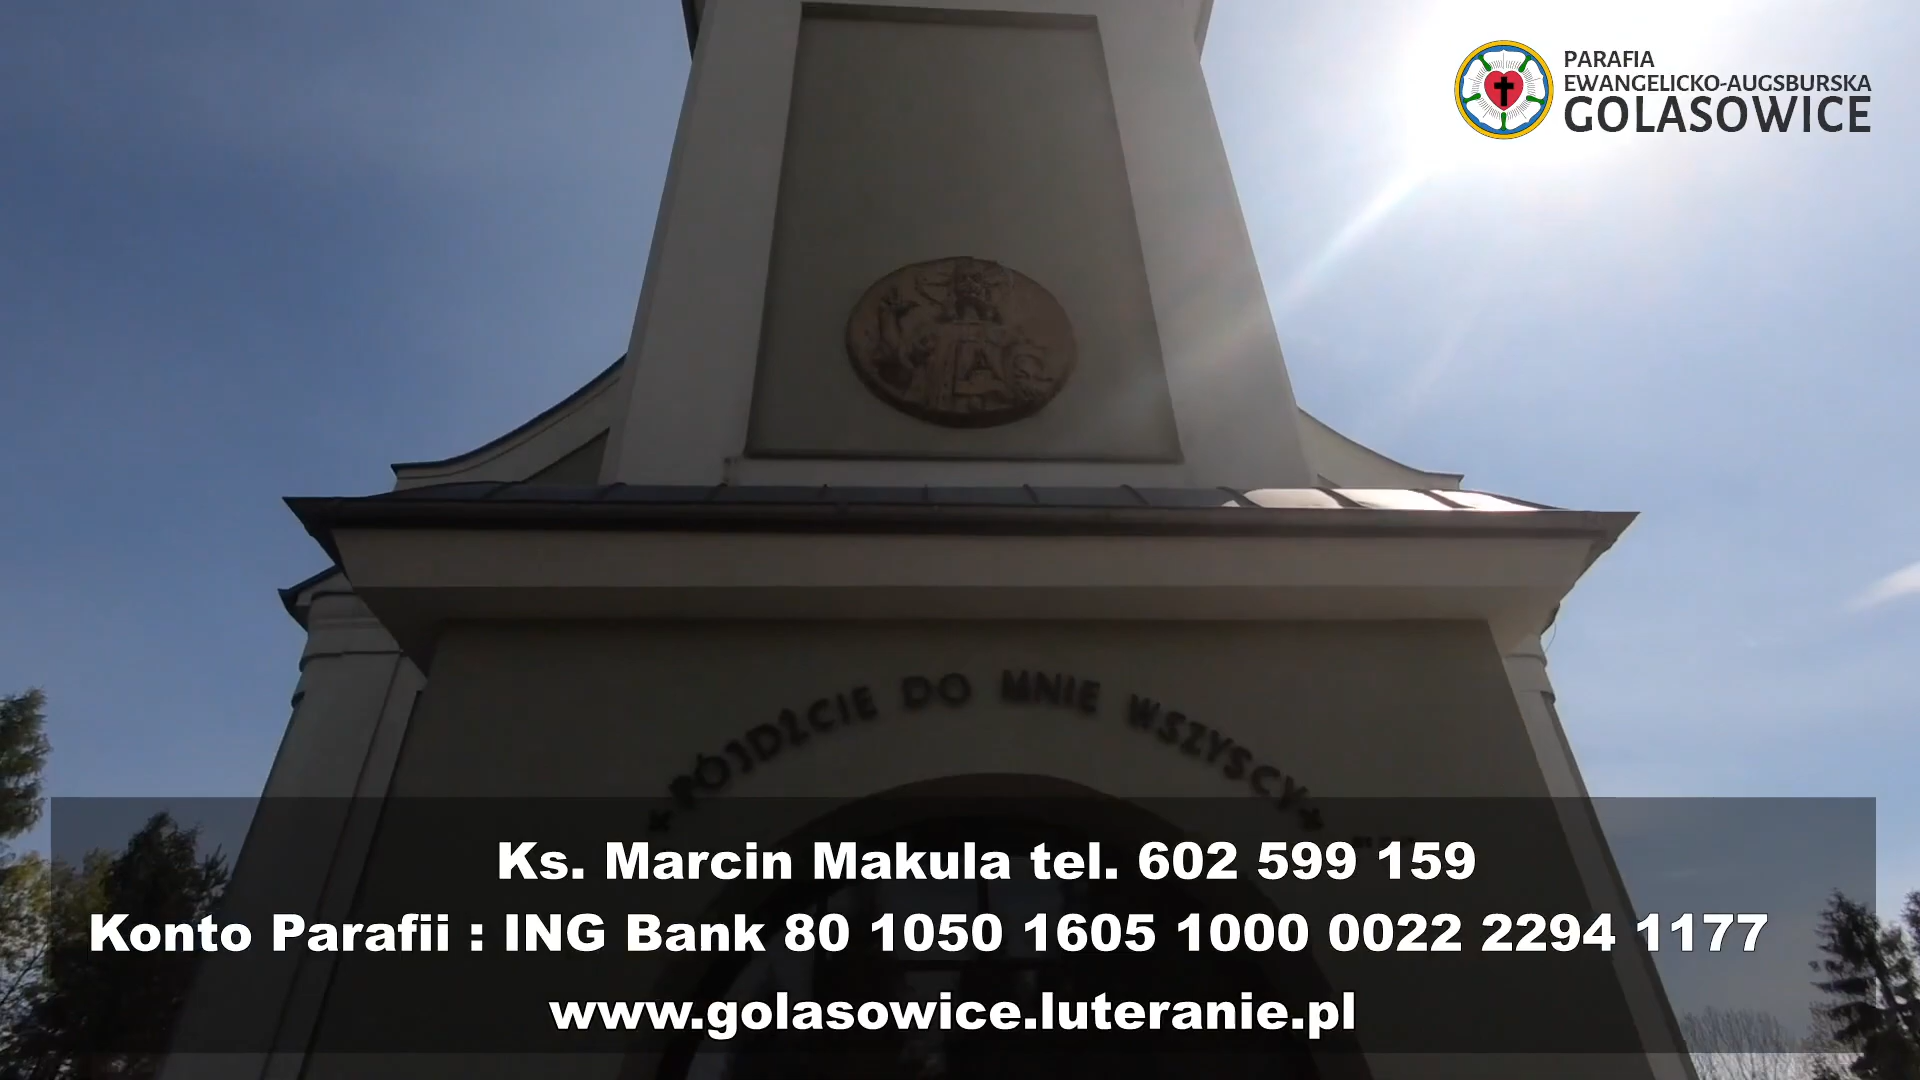 PARAFIA
EWANGELICKO-AUGSBURSKA
GOLASOWICE
PÓJDŹCIE DO MNIE WSZYSCY
Ks. Marcin Makula tel. 602 599 159
Konto Parafii : ING Bank 80 1050 1605 1000 0022 2294 1177
www.golasowice.luteranie.pl